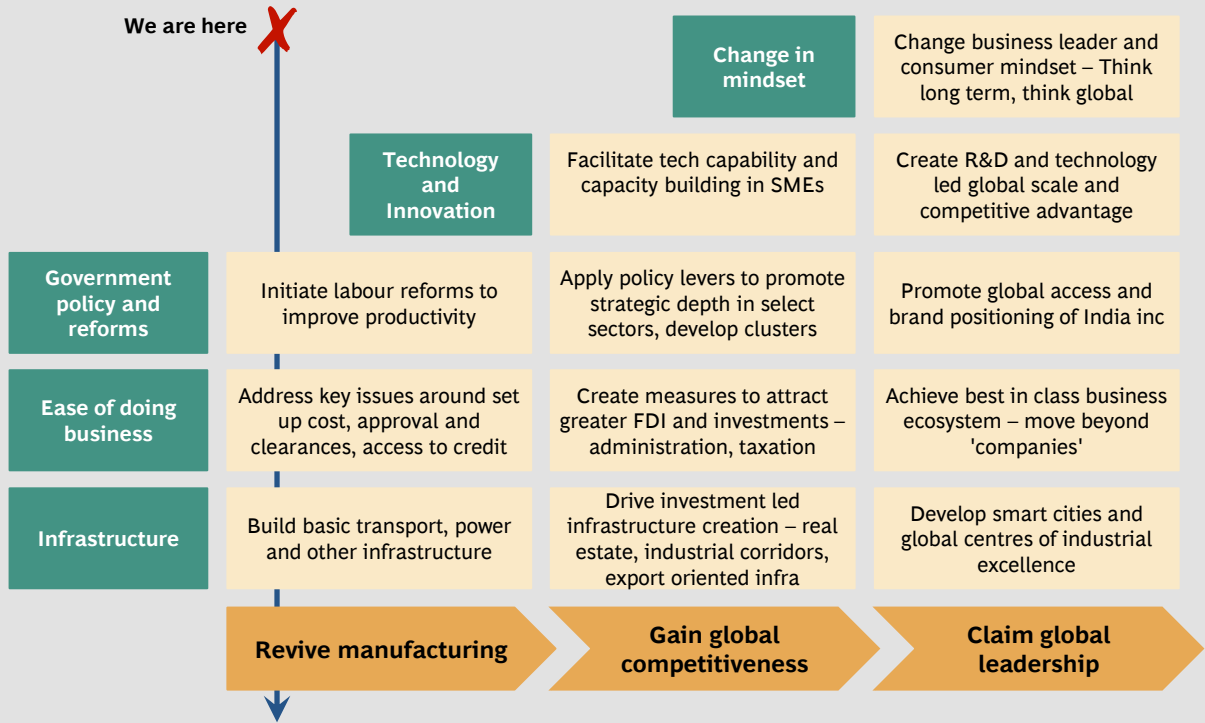 We are here
Change in
mindset
Change business leader and
consumer mindset – Think
long term, think global
Technology
and
Innovation
Facilitate tech capability and
capacity building in SMEs
Create R&D and technology
led global scale and
competitive advantage
Government
policy and
reforms
Initiate labour reforms to
improve productivity
Apply policy levers to promote
strategic depth in select
sectors, develop clusters
Promote global access and
brand positioning of India inc
Ease of doing
business
Address key issues around set
up cost, approval and
clearances, access to credit
Create measures to attract
greater FDI and investments –
administration, taxation
Achieve best in class business
ecosystem – move beyond
'companies'
Infrastructure
Build basic transport, power
and other infrastructure
Drive investment led
infrastructure creation – real
estate, industrial corridors,
export oriented infra
Develop smart cities and
global centres of industrial
excellence
Revive manufacturing
Gain global
competitiveness
Claim global
leadership